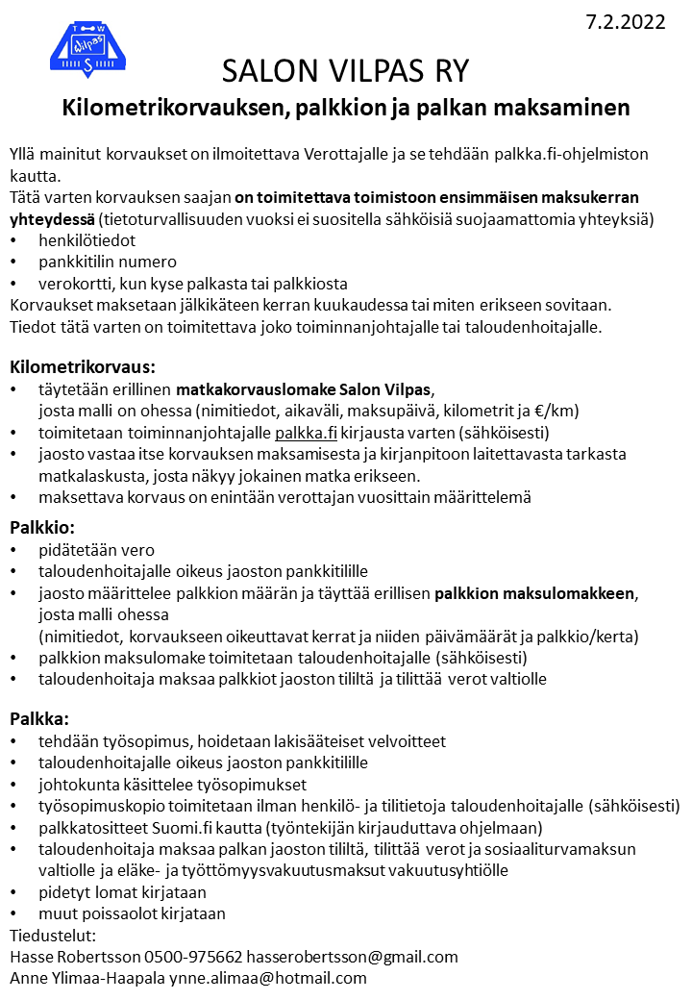 7.2.2022
T W
Wilpas
S
SALON VILPAS RY
Kilometrikorvauksen, palkkion ja palkan maksaminen
Yllä mainitut korvaukset on ilmoitettava Verottajalle ja se tehdään palkka.fi-ohjelmiston
kautta.
Tätä varten korvauksen saajan on toimitettava toimistoon ensimmäisen maksukerran
yhteydessä (tietoturvallisuuden vuoksi ei suositella sähköisiä suojaamattomia yhteyksiä)
• henkilötiedot
• pankkitilin numero
• verokortti, kun kyse palkasta tai palkkiosta
Korvaukset maksetaan jälkikäteen kerran kuukaudessa tai miten erikseen sovitaan.
Tiedot tätä varten on toimitettava joko toiminnanjohtajalle tai taloudenhoitajalle.
Kilometrikorvaus:
• täytetään erillinen matkakorvauslomake Salon Vilpas,
josta malli on ohessa (nimitiedot, aikaväli, maksupäivä, kilometrit ja €/km)
• toimitetaan toiminnanjohtajalle palkka.fi kirjausta varten (sähköisesti)
• jaosto vastaa itse korvauksen maksamisesta ja kirjanpitoon laitettavasta tarkasta
matkalaskusta, josta näkyy jokainen matka erikseen.
• maksettava korvaus on enintään verottajan vuosittain määrittelemä
Palkkio:
• pidätetään vero
• taloudenhoitajalle oikeus jaoston pankkitilille
• jaosto määrittelee palkkion määrän ja täyttää erillisen palkkion maksulomakkeen,
josta malli ohessa
(nimitiedot, korvaukseen oikeuttavat kerrat ja niiden päivämäärät ja palkkio/kerta)
• palkkion maksulomake toimitetaan taloudenhoitajalle (sähköisesti)
• taloudenhoitaja maksaa palkkiot jaoston tililtä ja tilittää verot valtiolle
Palkka:
• tehdään työsopimus, hoidetaan lakisääteiset velvoitteet
• taloudenhoitajalle oikeus jaoston pankkitilille
• johtokunta käsittelee työsopimukset
• työsopimuskopio toimitetaan ilman henkilö- ja tilitietoja taloudenhoitajalle (sähköisesti)
• palkkatositteet Suomi.fi kautta (työntekijän kirjauduttava ohjelmaan)
• taloudenhoitaja maksaa palkan jaoston tililtä, tilittää verot ja sosiaaliturvamaksun
valtiolle ja eläke- ja työttömyysvakuutusmaksut vakuutusyhtiölle
• pidetyt lomat kirjataan
• muut poissaolot kirjataan
Tiedustelut:
Hasse Robertsson 0500-975662 hasserobertsson@gmail.com
Anne Ylimaa-Haapala ynne.alimaa@hotmail.com